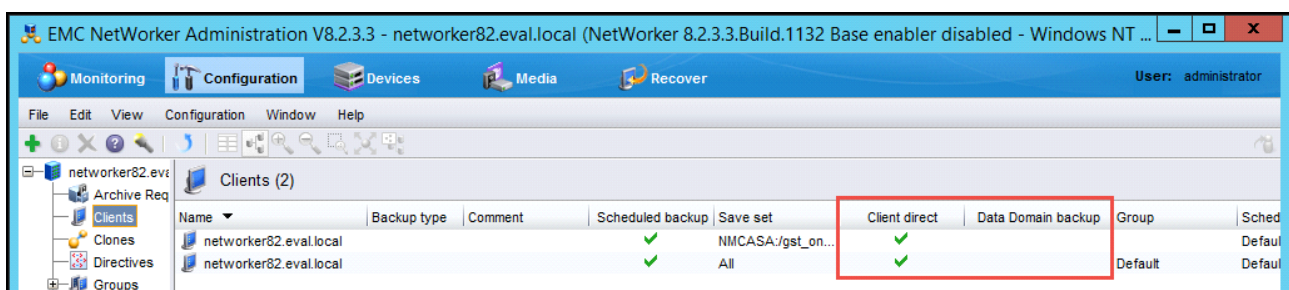 EMC NetWorker Administration V8.2.3.3 - networker82.eval.local (NetWorker 8.2.3.3.Build.1132 Base enabler disabled - Windows NT ...
Monitoring Configuration Devices Media Recover User: administrator
File Edit View Configuration Window Help
networker82.eva
Clients (2)
Archive Req
Clients
Name Backup type Comment Scheduled backup Save set Client direct Data Domain backup Group Sched
Clones
networker82.eval.local NMCASA:/gst_on... Defaul
Directives
networker82.eval.local All Default Defaul
Groups